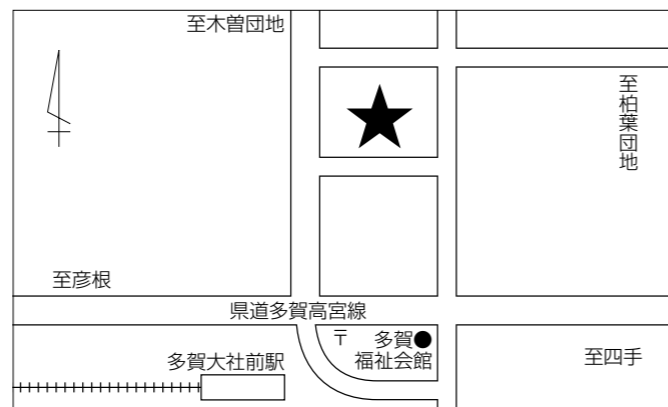 至木曽団地
至柏葉団地
至彦根
県道多賀高宮線
〒
多賀
福祉会館
多賀大社前駅
至四手